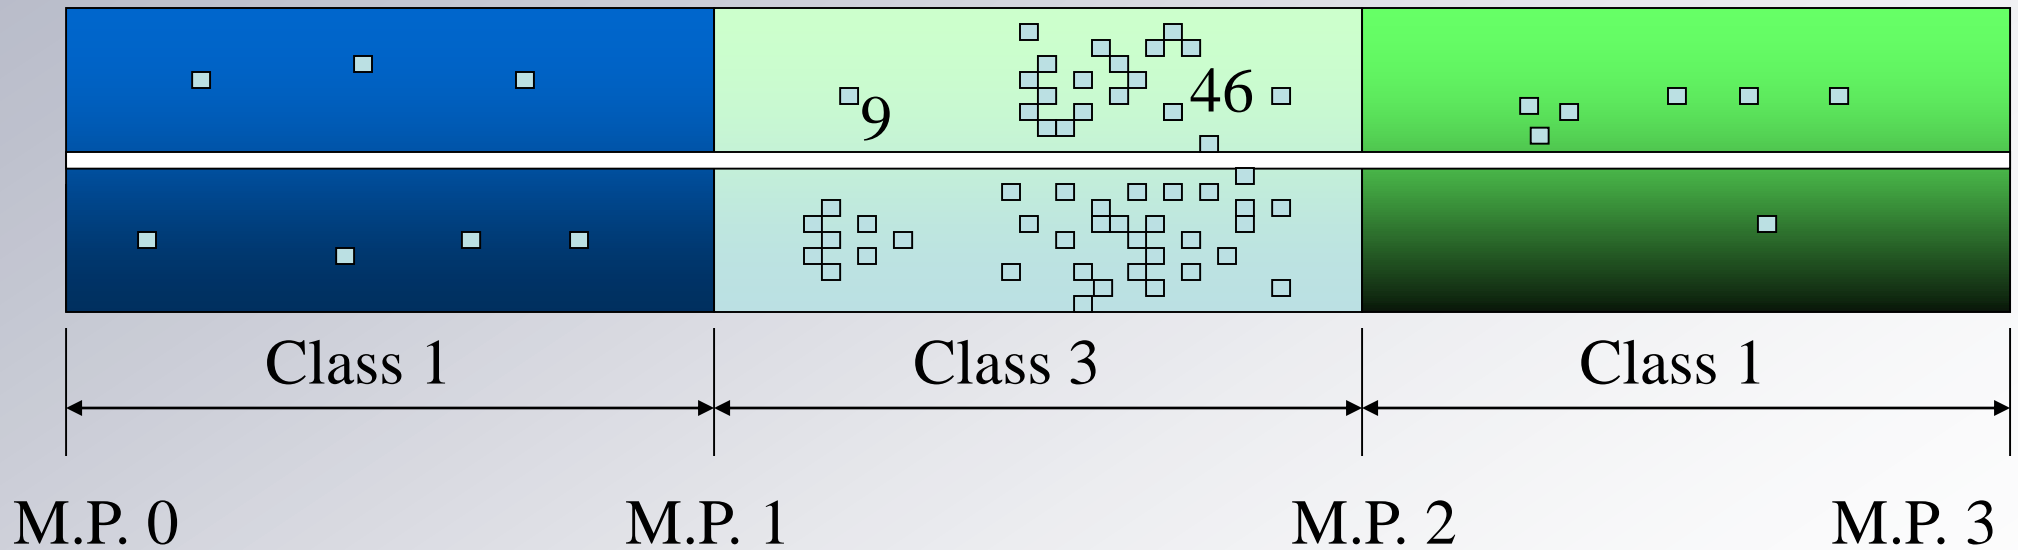 46
9
Class 1 Class 3 Class 1
M.P. 0 M.P. 1 M.P. 2 M.P. 3